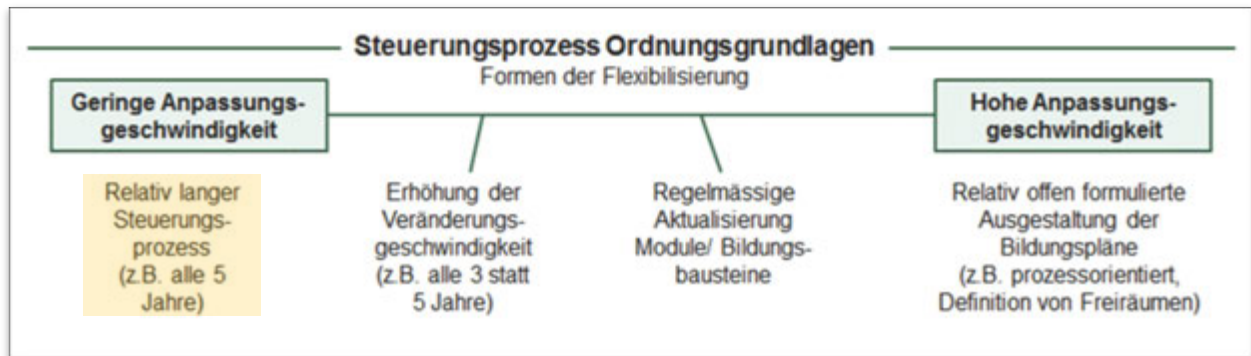 Steuerungsprozess Ordnungsgrundlagen
Formen der Flexibilisierung
Geringe Anpassungs-
geschwindigkeit
Hohe Anpassungs-
geschwindigkeit
Relativ langer
Steuerungs-
prozess
(z.B. alle 5
Jahre)
Erhöhung der
Veränderungs-
geschwindigkeit
(z.B. alle 3 statt
5 Jahre)
Regelmässige
Aktualisierung
Module/ Bildungs-
bausteine
Relativ offen formulierte
Ausgestaltung der
Bildungspläne
(z.B. prozessorientiert,
Definition von Freiräumen)